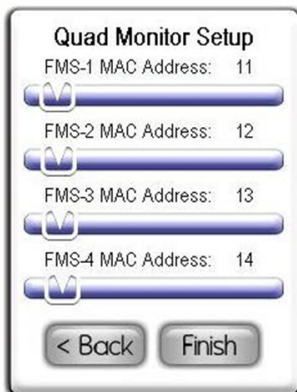 Quad Monitor Setup
FMS-1 MAC Address: 11
FMS-2 MAC Address: 12
FMS-3 MAC Address: 13
FMS-4 MAC Address: 14
< Back Finish